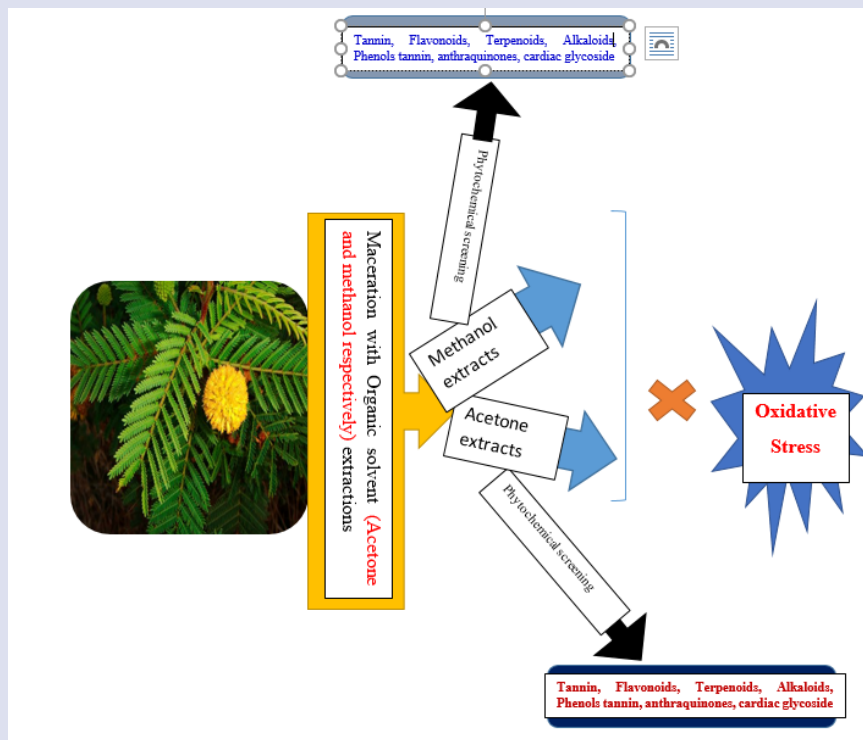 Tannin, Flavonoids, Terpenoids, Alkaloids,
Phenols tannin, anthraquinones, cardiac glycoside
Phytochemical screening
Maceration with Organic solvent (Acetone
and methanol respectively) extractions
Methanol
extracts
Acetone
extracts
Oxidative
Stress
Phytochemical screening
Tannin, Flavonoids, Terpenoids, Alkaloids,
Phenols tannin, anthraquinones, cardiac glycoside